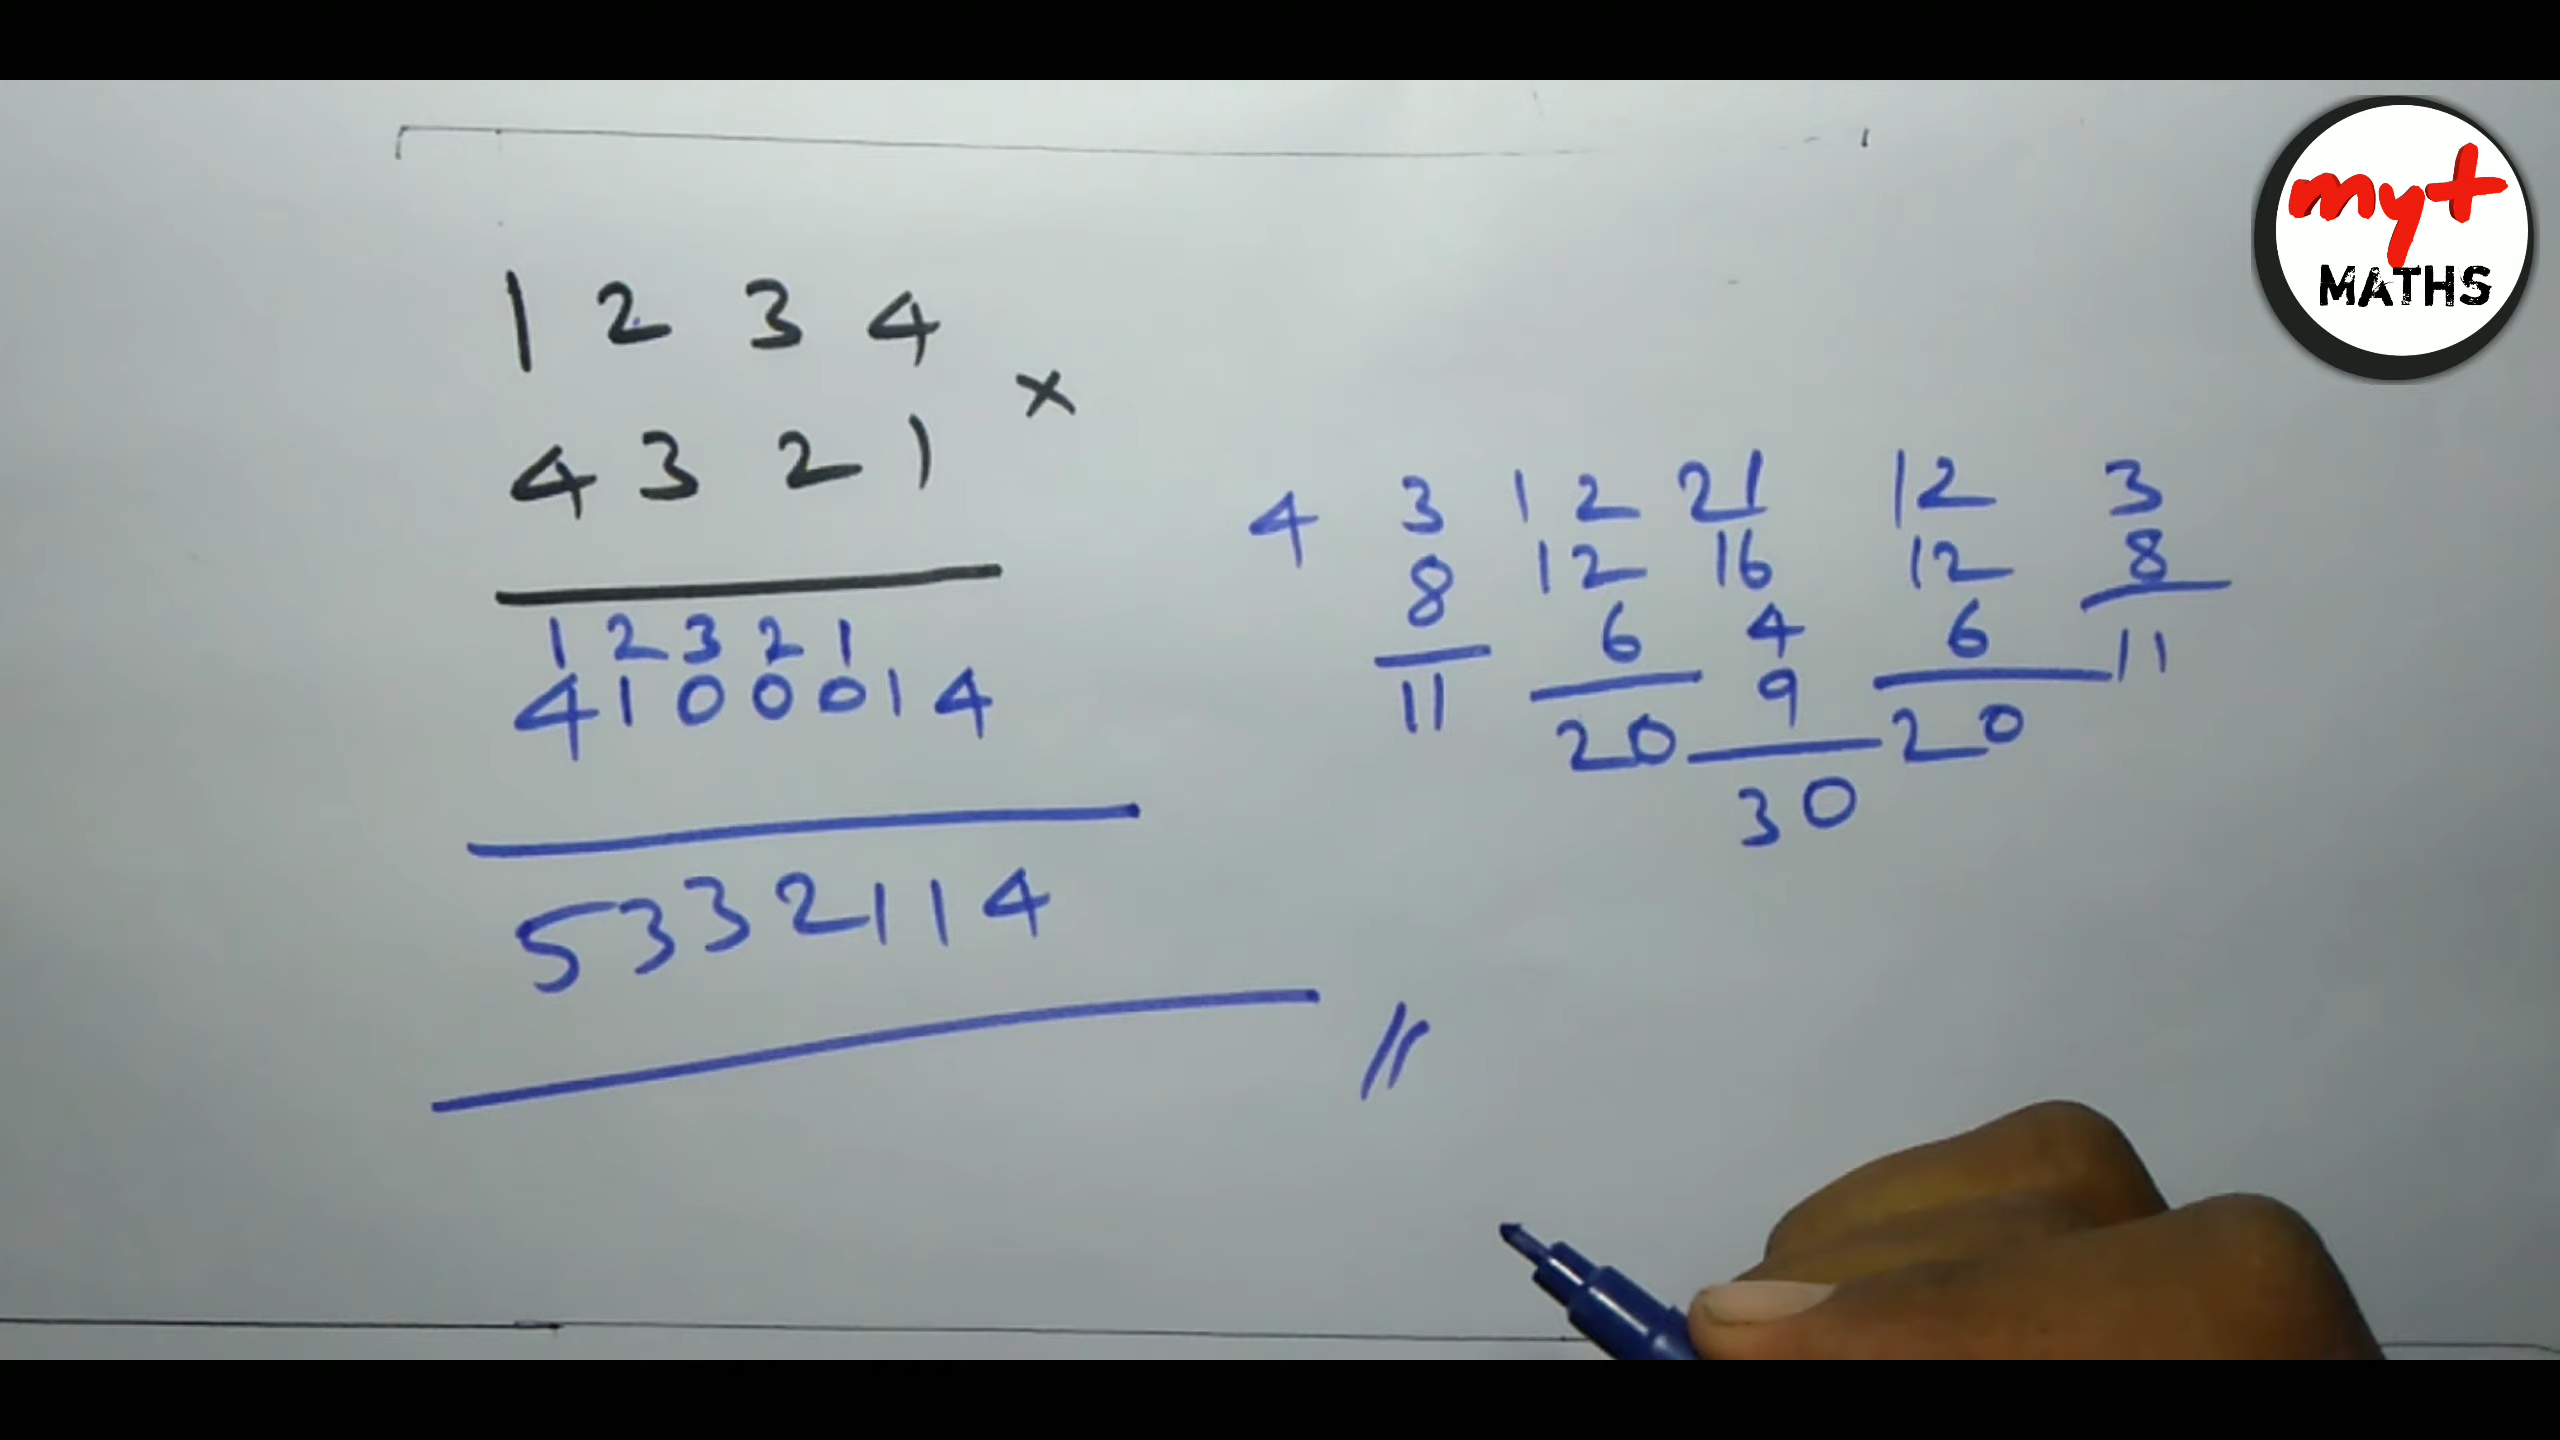 my+
MATHS
1 2 3 4
×
4 3 2 1
1 2 3 2 1
4 1 0 0 0 1 4
5 3 3 2 1 1 4
4 3 12 21 12 3
8 12 16 12 8
1 6 4 6 11
11 9
20 20
30
//